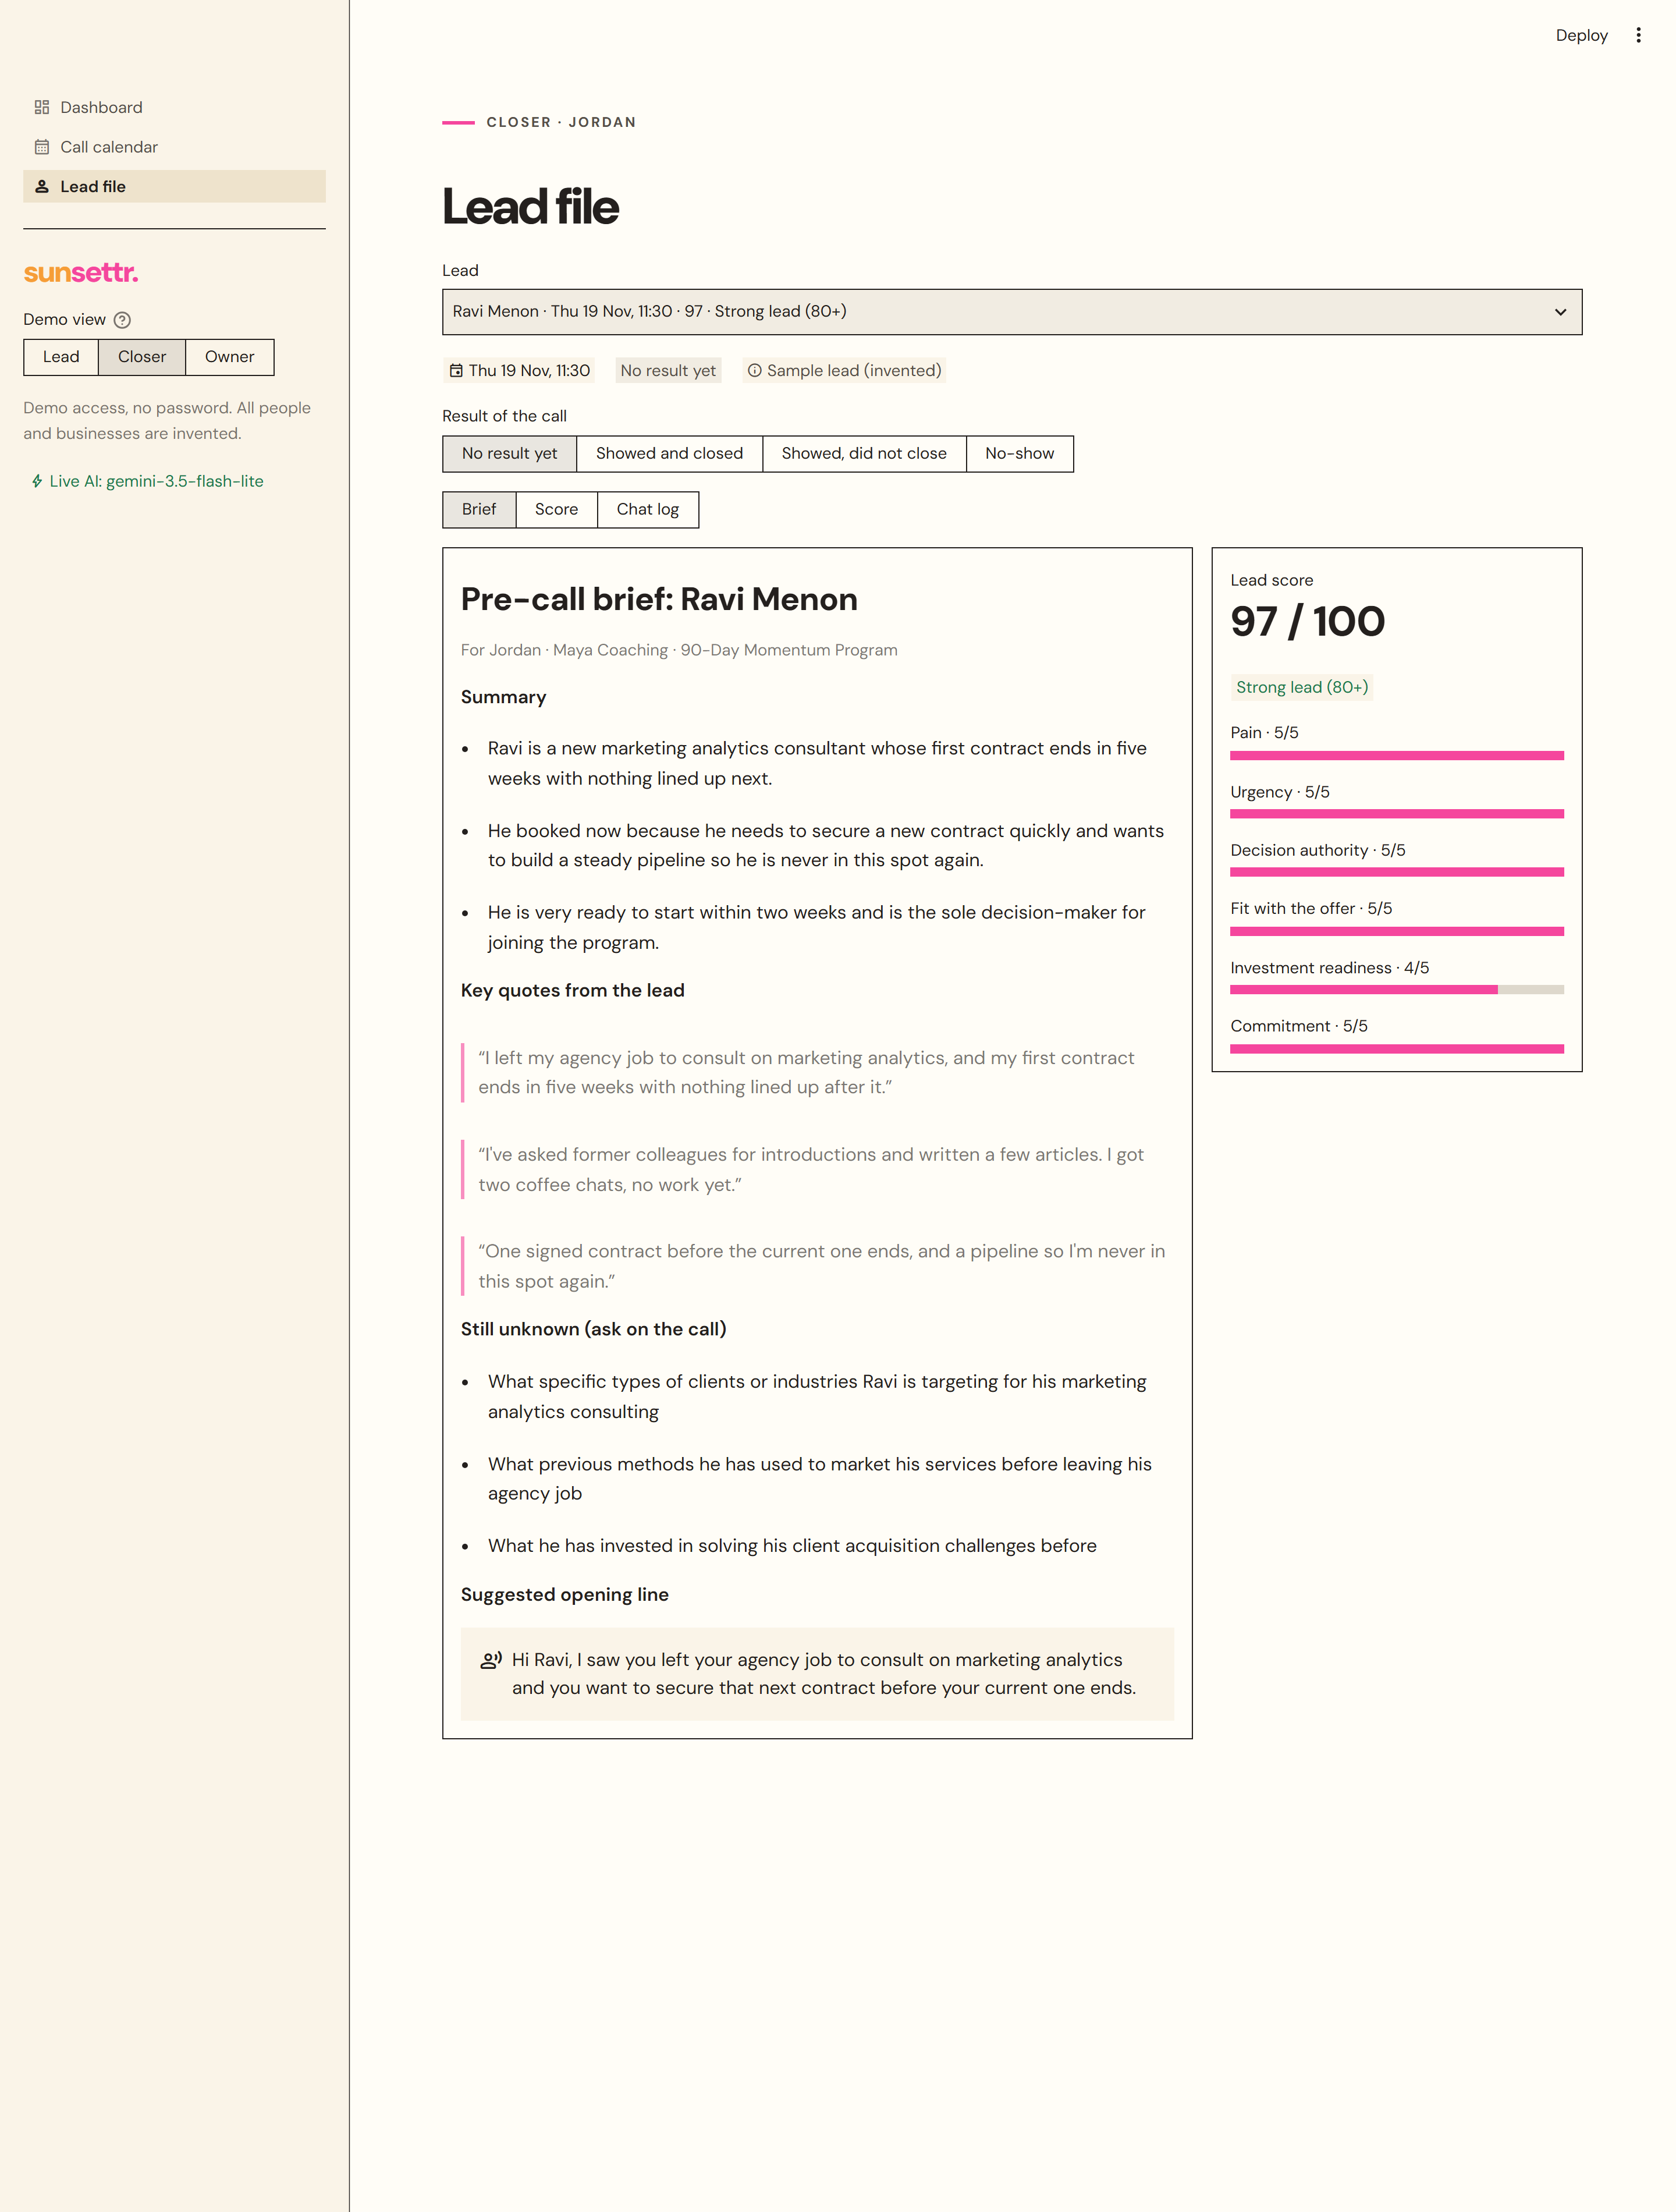 Deploy
Dashboard
Call calendar
Lead file
sunsettr.
Demo view
Lead
Closer
Owner
Demo access, no password. All people
and businesses are invented.
Live AI: gemini-3.5-flash-lite
CLOSER · JORDAN
Lead file
Lead
Ravi Menon · Thu 19 Nov, 11:30 · 97 · Strong lead (80+)
Thu 19 Nov, 11:30
No result yet
Sample lead (invented)
Result of the call
No result yet
Showed and closed
Showed, did not close
No-show
Brief
Score
Chat log
Pre-call brief: Ravi Menon
For Jordan · Maya Coaching · 90-Day Momentum Program
Summary
• Ravi is a new marketing analytics consultant whose first contract ends in five
weeks with nothing lined up next.
• He booked now because he needs to secure a new contract quickly and wants
to build a steady pipeline so he is never in this spot again.
• He is very ready to start within two weeks and is the sole decision-maker for
joining the program.
Key quotes from the lead
“I left my agency job to consult on marketing analytics, and my first contract
ends in five weeks with nothing lined up after it.”
“I've asked former colleagues for introductions and written a few articles. I got
two coffee chats, no work yet.”
“One signed contract before the current one ends, and a pipeline so I'm never in
this spot again.”
Still unknown (ask on the call)
• What specific types of clients or industries Ravi is targeting for his marketing
analytics consulting
• What previous methods he has used to market his services before leaving his
agency job
• What he has invested in solving his client acquisition challenges before
Suggested opening line
Hi Ravi, I saw you left your agency job to consult on marketing analytics
and you want to secure that next contract before your current one ends.
Lead score
97 / 100
Strong lead (80+)
Pain · 5/5
Urgency · 5/5
Decision authority · 5/5
Fit with the offer · 5/5
Investment readiness · 4/5
Commitment · 5/5